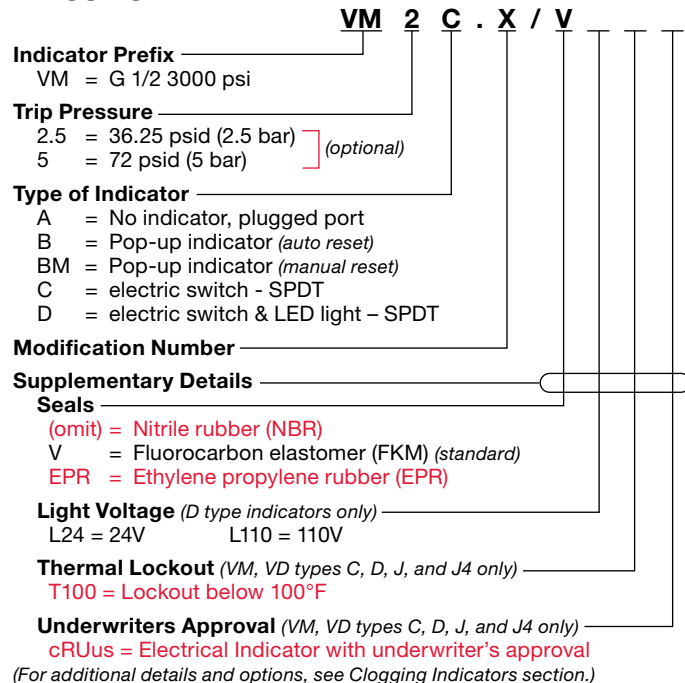 VM 2 C . X / V _ _ _
Indicator Prefix
VM = G 1/2 3000 psi
Trip Pressure
2.5 = 36.25 psid (2.5 bar)
5 = 72 psid (5 bar)
(optional)
Type of Indicator
A = No indicator, plugged port
B = Pop-up indicator (auto reset)
BM = Pop-up indicator (manual reset)
C = electric switch - SPDT
D = electric switch & LED light – SPDT
Modification Number
Supplementary Details
Seals
(omit) = Nitrile rubber (NBR)
V = Fluorocarbon elastomer (FKM) (standard)
EPR = Ethylene propylene rubber (EPR)
Light Voltage (D type indicators only)
L24 = 24V L110 = 110V
Thermal Lockout (VM, VD types C, D, J, and J4 only)
T100 = Lockout below 100°F
Underwriters Approval (VM, VD types C, D, J, and J4 only)
cRUus = Electrical Indicator with underwriter's approval
(For additional details and options, see Clogging Indicators section.)